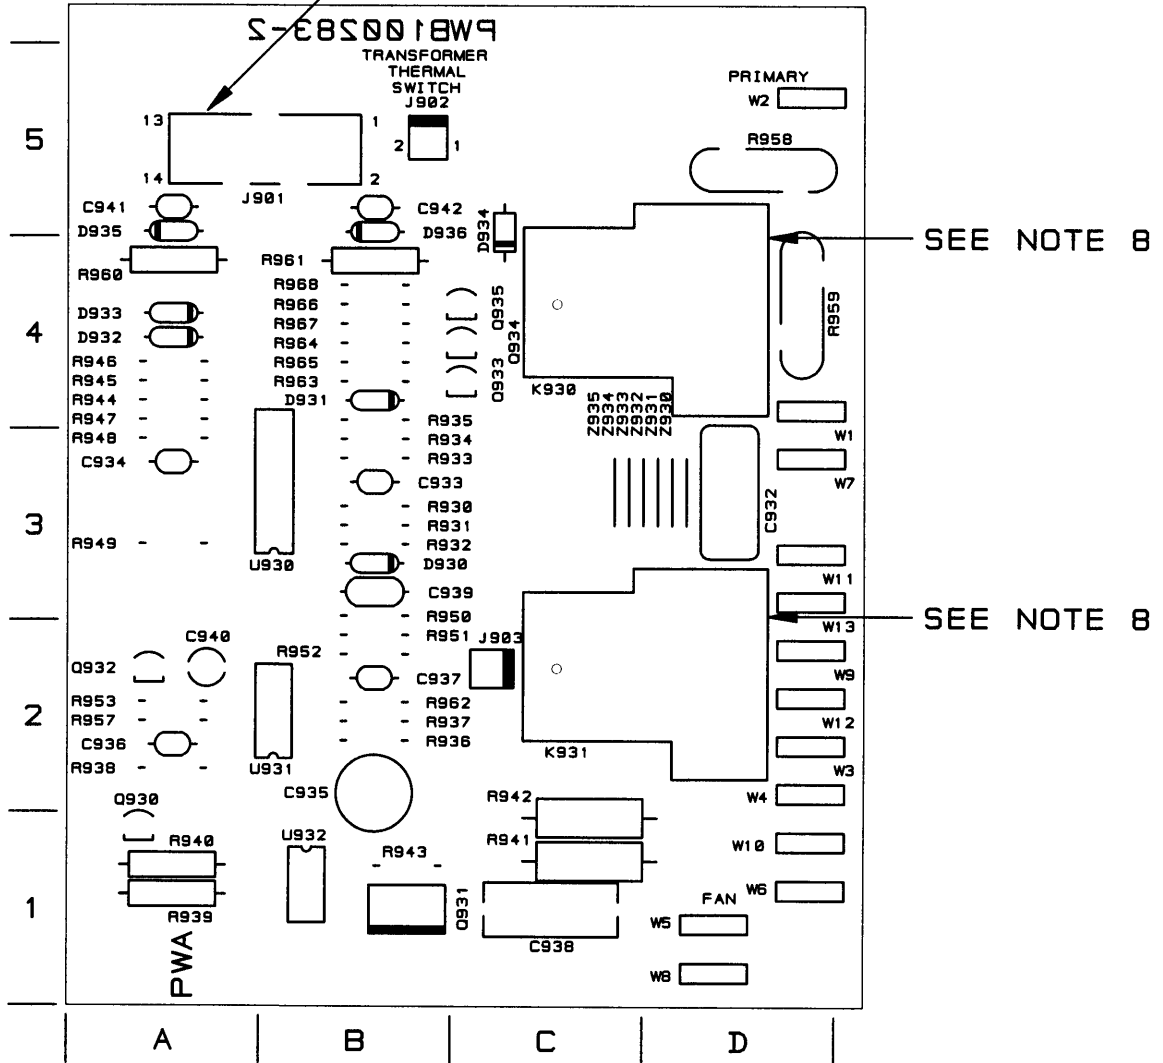 PWB100283-2
TRANSFORMER
THERMAL
SWITCH
J902
PRIMARY
W2
5
13
1
2
1
R958
14
2
J901
C941
C942
D934
D935
D936
SEE NOTE 8
R960
R961
R968
R966
Q935
R959
4
D933
R967
Q934
D932
R964
R946
R965
Q933
R945
R963
K930
R944
D931
Z935
Z934
Z933
Z932
Z931
Z930
R947
R935
W1
R948
R934
C934
R933
W7
C933
C932
3
R930
R931
R949
R932
U930
D930
W11
C939
R950
W13
SEE NOTE 8
C940
R951
J903
Q932
R952
C937
W9
R953
R962
2
R957
R937
W12
C936
R936
K931
R938
U931
W3
C935
R942
W4
Q930
R940
U932
R941
W10
R943
1
R939
Q931
W6
FAN
W5
C938
PWA
W8
A
B
C
D